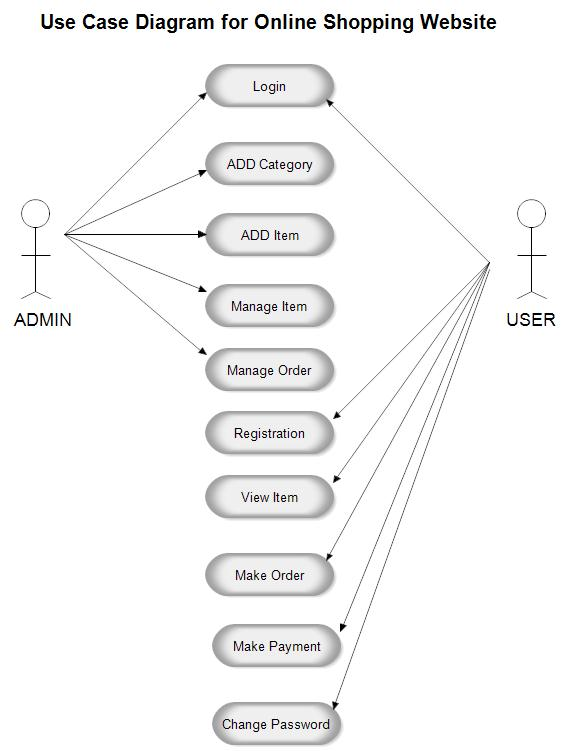 Use Case Diagram for Online Shopping Website
Login
ADD Category
ADD Item
ADMIN
USER
Manage Item
Manage Order
Registration
View Item
Make Order
Make Payment
Change Password